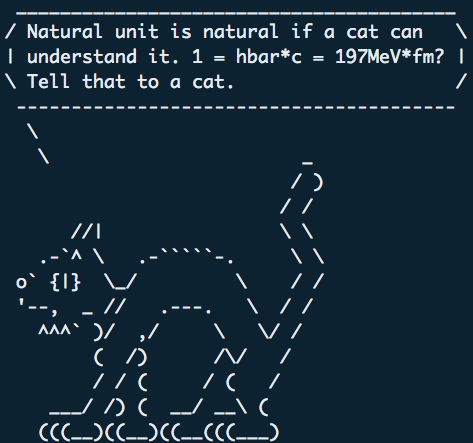 Natural unit is natural if a cat can
understand it. 1 = hbar*c = 197MeV*fm?
Tell that to a cat.